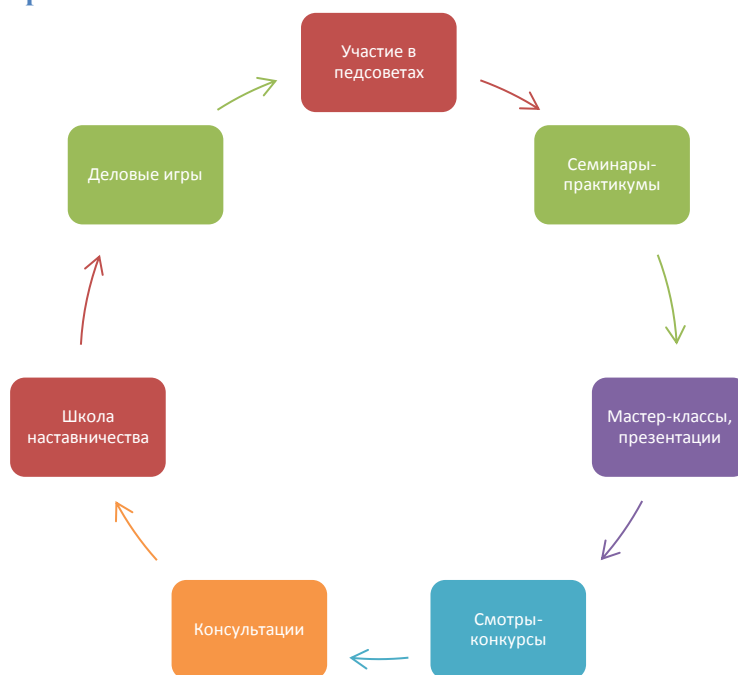 Участие в
педсоветах
Семинары-
практикумы
Мастер-классы,
презентации
Смотры-
конкурсы
Консультации
Школа
наставничества
Деловые игры